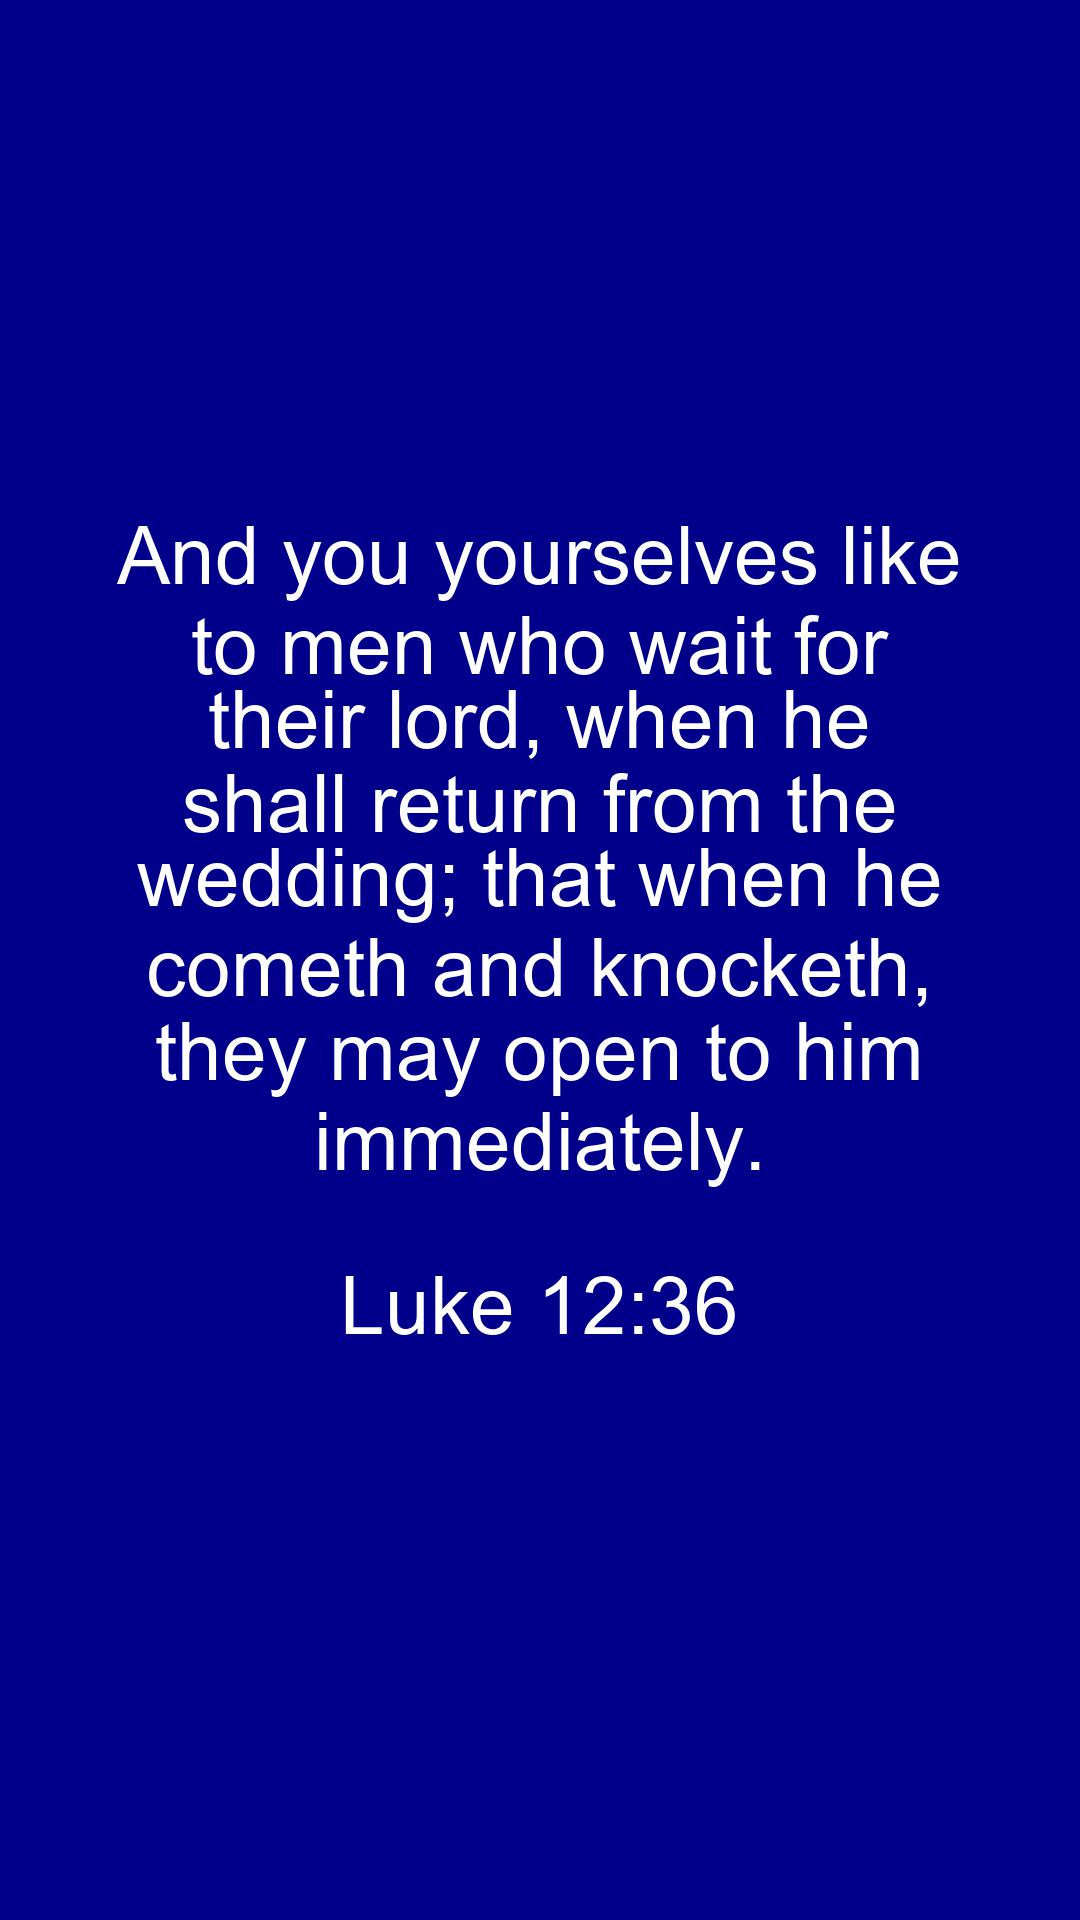 And you yourselves like
to men who wait for
their lord, when he
shall return from the
wedding; that when he
cometh and knocketh,
they may open to him
immediately.
Luke 12:36